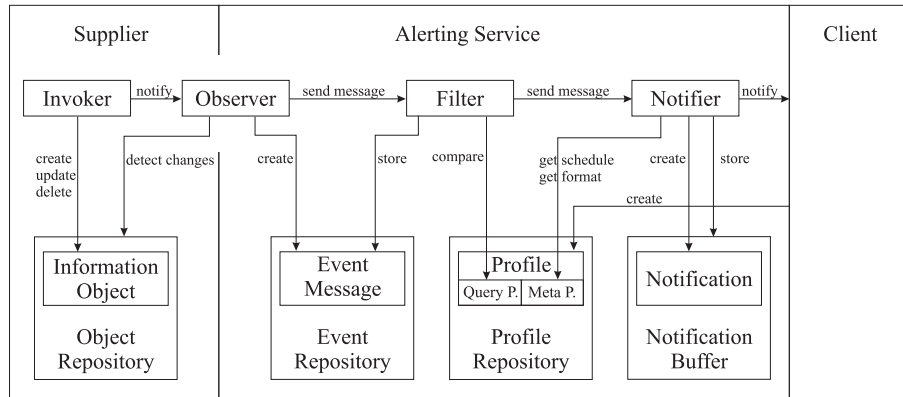 Supplier
Alerting Service
Client
Invoker
notify
Observer
send message
Filter
send message
Notifier
notify
create
update
delete
detect changes
create
store
compare
get schedule
get format
create
store
create
Information
Object
Object
Repository
Event
Message
Event
Repository
Profile
Query P.
Meta P.
Profile
Repository
Notification
Notification
Buffer